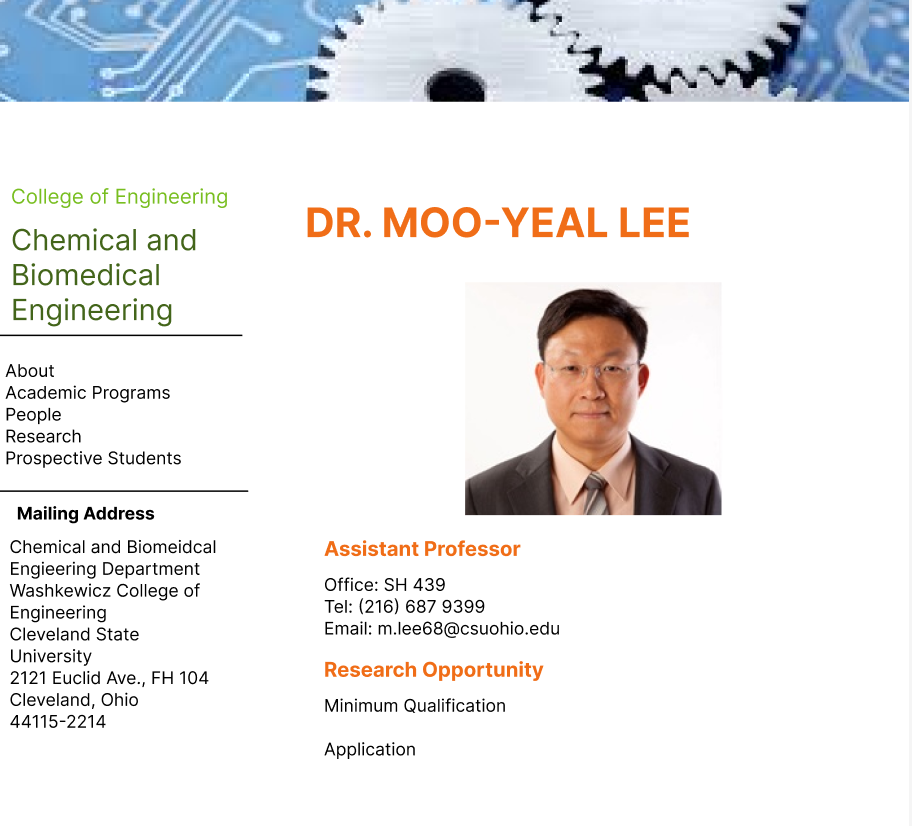 College of Engineering
Chemical and
Biomedical
Engineering
About
Academic Programs
People
Research
Prospective Students
Mailing Address
Chemical and Biomeidcal
Engieering Department
Washkewicz College of
Engineering
Cleveland State
University
2121 Euclid Ave., FH 104
Cleveland, Ohio
44115-2214
DR. MOO-YEAL LEE
Assistant Professor
Office: SH 439
Tel: (216) 687 9399
Email: m.lee68@csuohio.edu
Research Opportunity
Minimum Qualification
Application